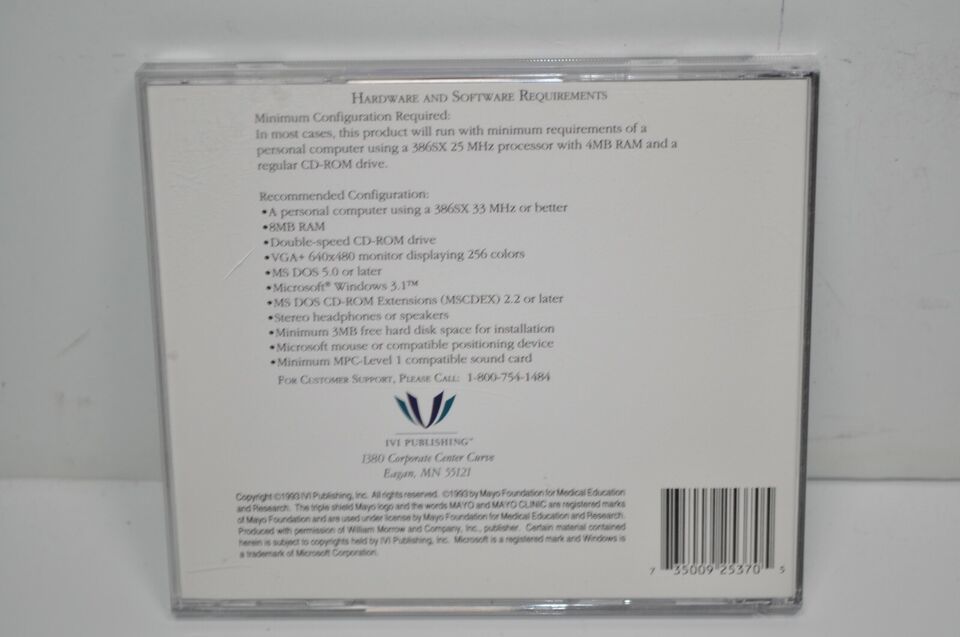 HARDWARE AND SOFTWARE REQUIREMENTS
Minimum Configuration Required:
In most cases, this product will run with minimum requirements of a
personal computer using a 386SX 25 MHz processor with 4MB RAM and a
regular CD-ROM drive.
Recommended Configuration:
•A personal computer using a 386SX 33 MHz or better
•8MB RAM
•Double-speed CD-ROM drive
•VGA+ 640x480 monitor displaying 256 colors
•MS DOS 5.0 or later
•Microsoft® Windows 3.1™
•MS DOS CD-ROM Extensions (MSCDEX) 2.2 or later
•Stereo headphones or speakers
•Minimum 3MB free hard disk space for installation
•Microsoft mouse or compatible positioning device
•Minimum MPC-Level 1 compatible sound card
FOR CUSTOMER SUPPORT, PLEASE CALL: 1-800-754-1484
IVI PUBLISHING™
1380 Corporate Center Curve
Eagan, MN 55121
Copyright ©1993 IVI Publishing, Inc. All rights reserved. ©1993 by Mayo Foundation for Medical Education
and Research. The triple shield Mayo logo and the words MAYO and MAYO CLINIC are registered marks
of Mayo Foundation and are used under license by Mayo Foundation for Medical Education and Research.
Produced with permission of William Morrow and Company, Inc., publisher. Certain material contained
herein is subject to copyrights held by IVI Publishing, Inc. Microsoft is a registered mark and Windows is
a trademark of Microsoft Corporation.
7 35009 25370 5